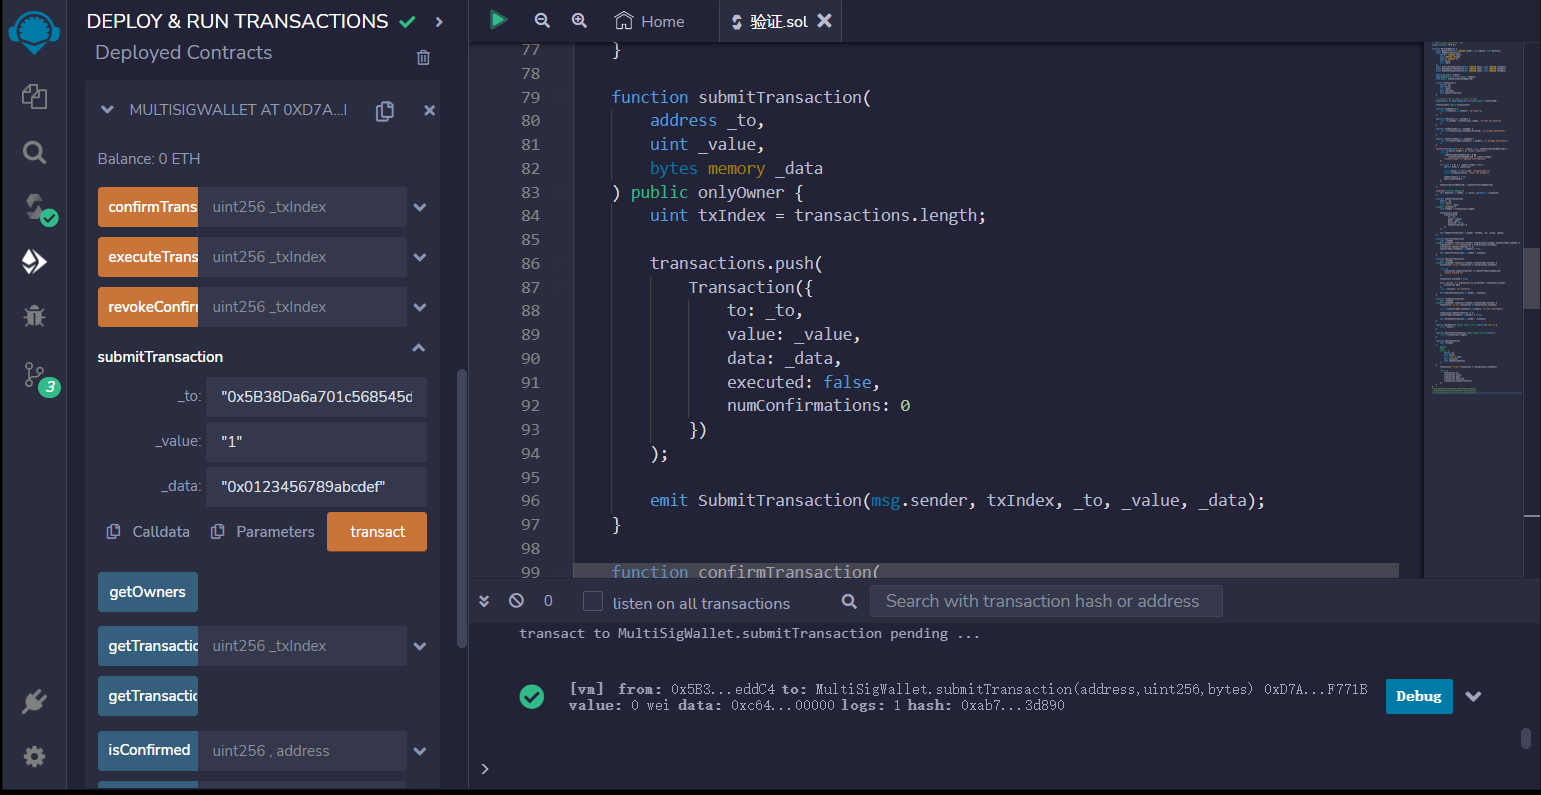 DEPLOY & RUN TRANSACTIONS
Deployed Contracts
MULTISIGWALLET AT 0XD7A...
Balance: 0 ETH
confirmTrans
uint256 _txIndex
executeTrans
uint256 _txIndex
revokeConfir
uint256 _txIndex
submitTransaction
_to: "0x5B38Da6a701c568545d
_value: "1"
_data: "0x0123456789abcdef"
Calldata
Parameters
transact
getOwners
getTransactic
uint256 _txIndex
getTransactic
isConfirmed
uint256 , address
3
Home
验证.sol
77 }
78
79 function submitTransaction(
80 address _to,
81 uint _value,
82 bytes memory _data
83 ) public onlyOwner {
84 uint txIndex = transactions.length;
85
86 transactions.push(
87 Transaction({
88 to: _to,
89 value: _value,
90 data: _data,
91 executed: false,
92 numConfirmations: 0
93 })
94 );
95
96 emit SubmitTransaction(msg.sender, txIndex, _to, _value, _data);
97 }
98
99 function confirmTransaction(
0
listen on all transactions
Search with transaction hash or address
transact to MultiSigWallet.submitTransaction pending ...
[vm] from: 0x5B3...eddC4 to: MultiSigWallet.submitTransaction(address,uint256,bytes) 0xD7A...F771B
value: 0 wei data: 0xc64...00000 logs: 1 hash: 0xab7...3d890
Debug
>